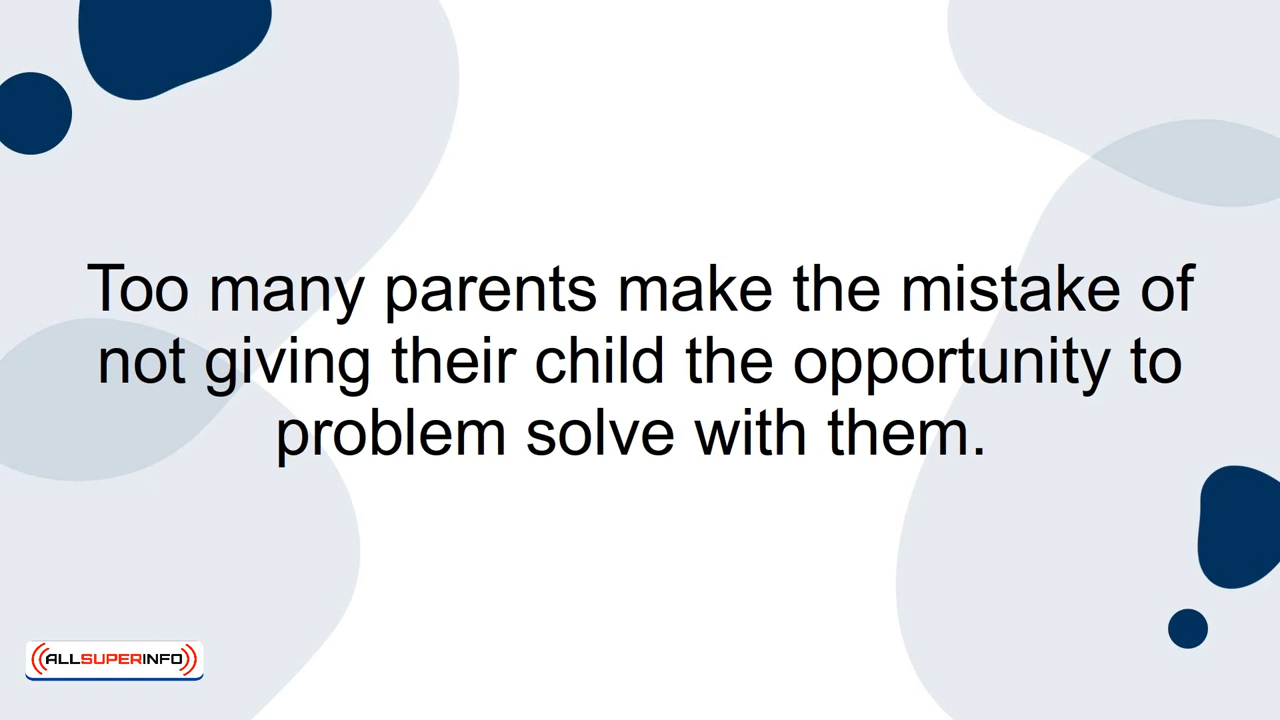 Too many parents make the mistake of
not giving their child the opportunity to
problem solve with them.
((ALLSUPERINFO))